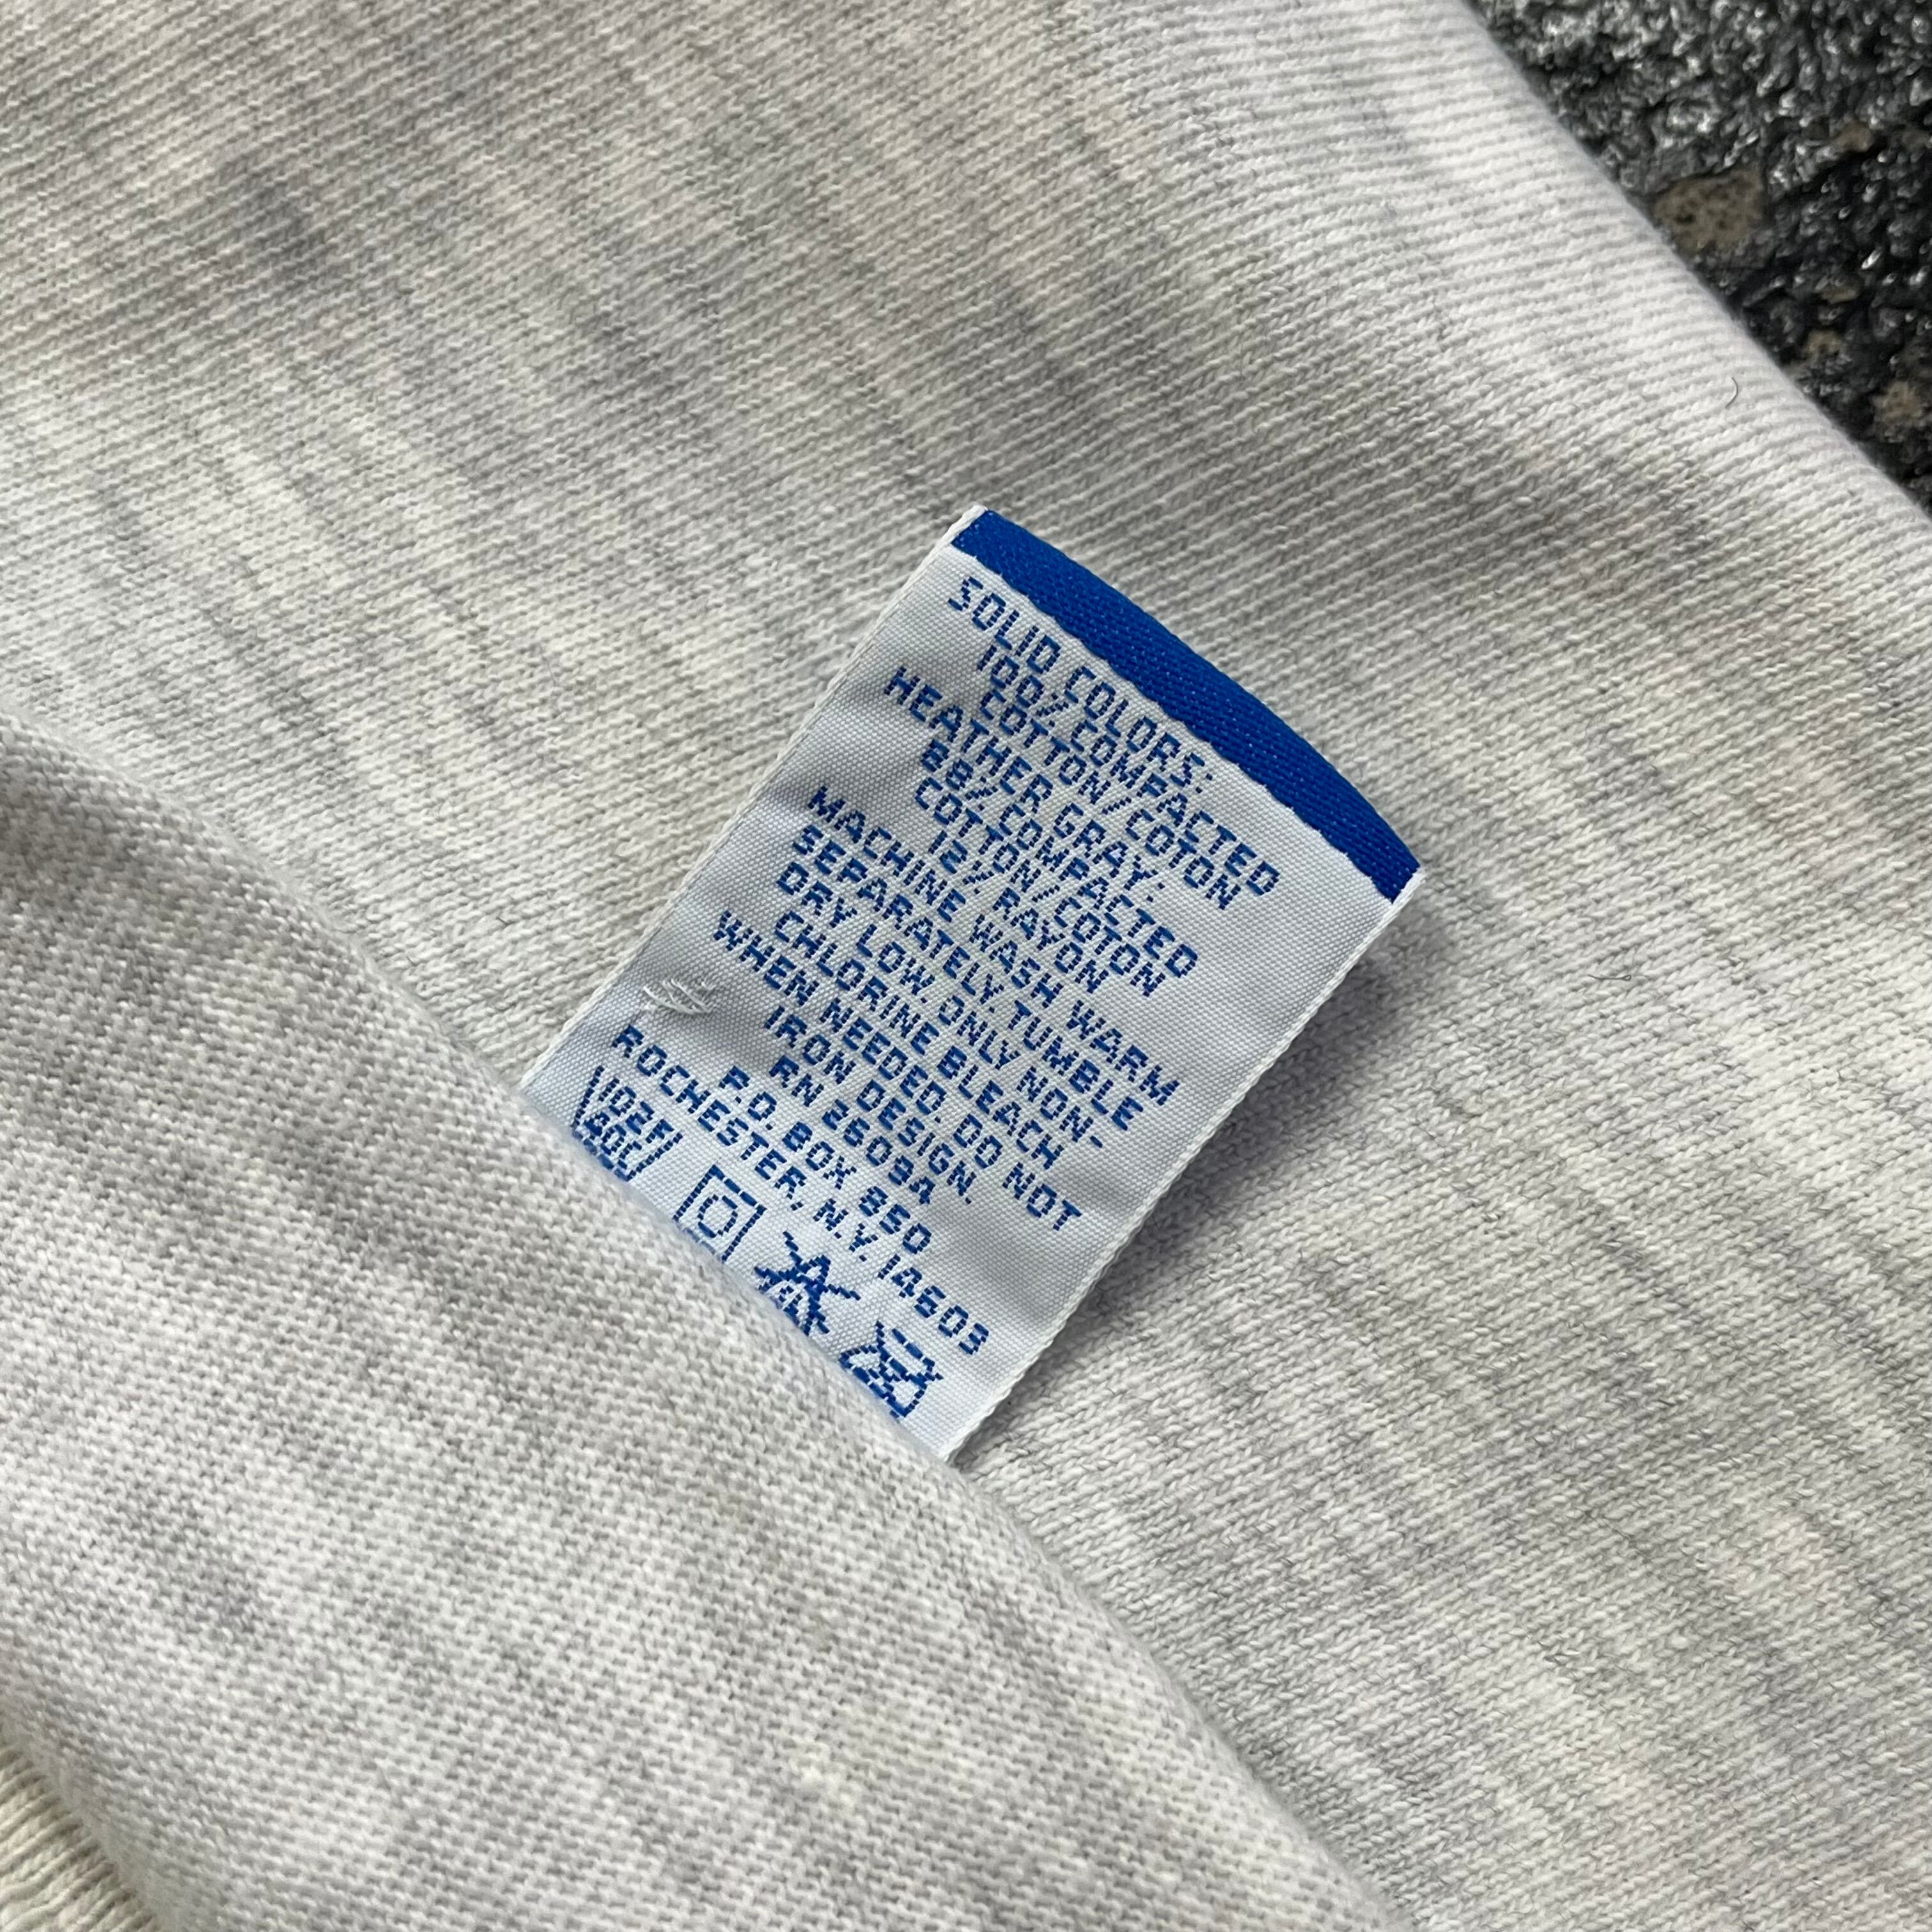 SOLID COLORS:
100% COMPACTED
COTTON/COTON
HEATHER GRAY:
88% COMPACTED
COTTON/COTON
12% RAYON
MACHINE WASH WARM
SEPARATELY. TUMBLE
DRY LOW. ONLY NON-
CHLORINE BLEACH
WHEN NEEDED. DO NOT
IRON DESIGN.
RN 26094
P.O. BOX 850
ROCHESTER, N.Y. 14603